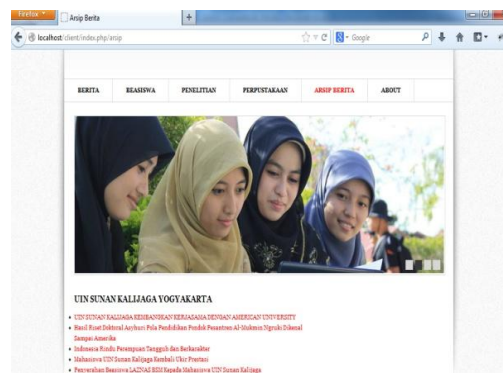 Firefox
Arsip Berita
localhost/client/index.php/arsip
Google
BERITA BEASISWA PENELITIAN PERPUSTAKAAN ARSIP BERITA ABOUT
UIN SUNAN KALIJAGA YOGYAKARTA
UIN SUNAN KALIJAGA KEMBANGKAN KERJASAMA DENGAN AMERICAN UNIVERSITY
Hasil Riset Doktoral Asyhuri Pola Pendidikan Pondok Pesantren Al-Mukmin Ngruki Dikenal
Sampai Amerika
Indonesia Rindu Perempuan Tangguh dan Berkarakter
Mahasiswa UIN Sunan Kalijaga Kembali Ukir Prestasi
Penyerahan Beasiswa LAZNAS BSM Kepada Mahasiswa UIN Sunan Kalijaga